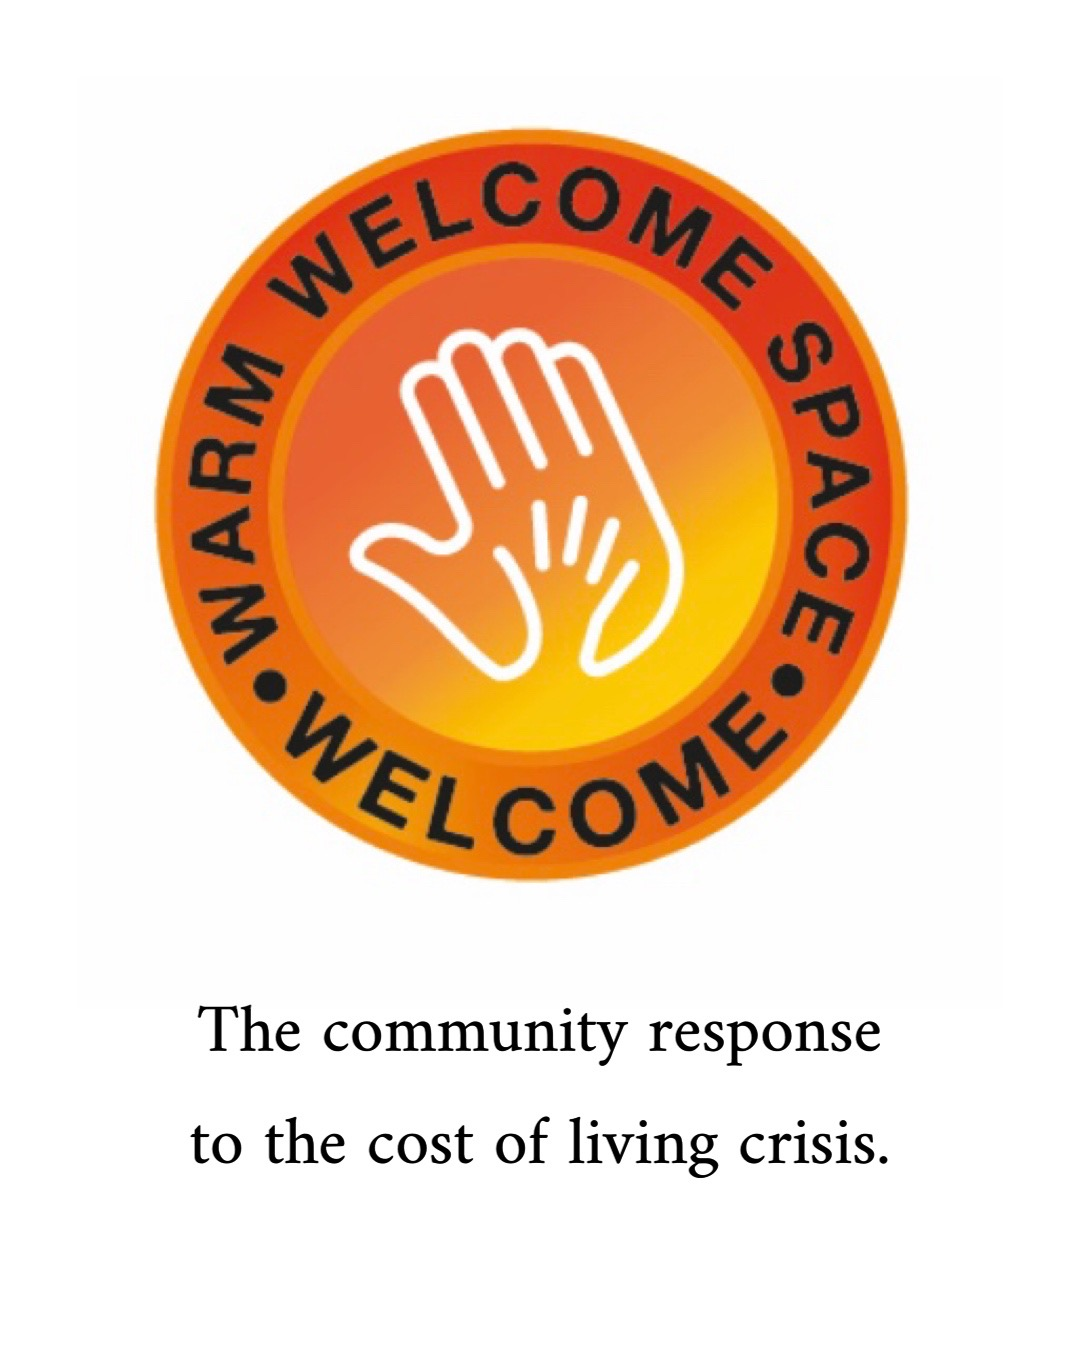 WARM WELCOME SPACE
• WELCOME •
The community response
to the cost of living crisis.